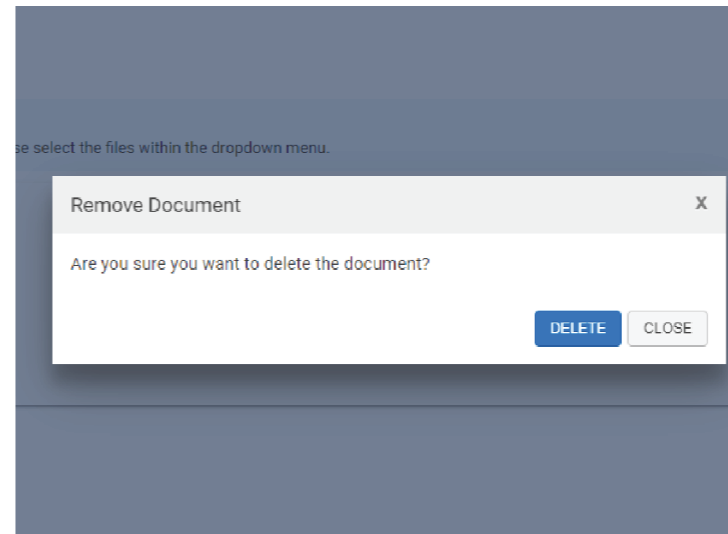 se select the files within the dropdown menu.
Remove Document X
Are you sure you want to delete the document?
DELETE CLOSE